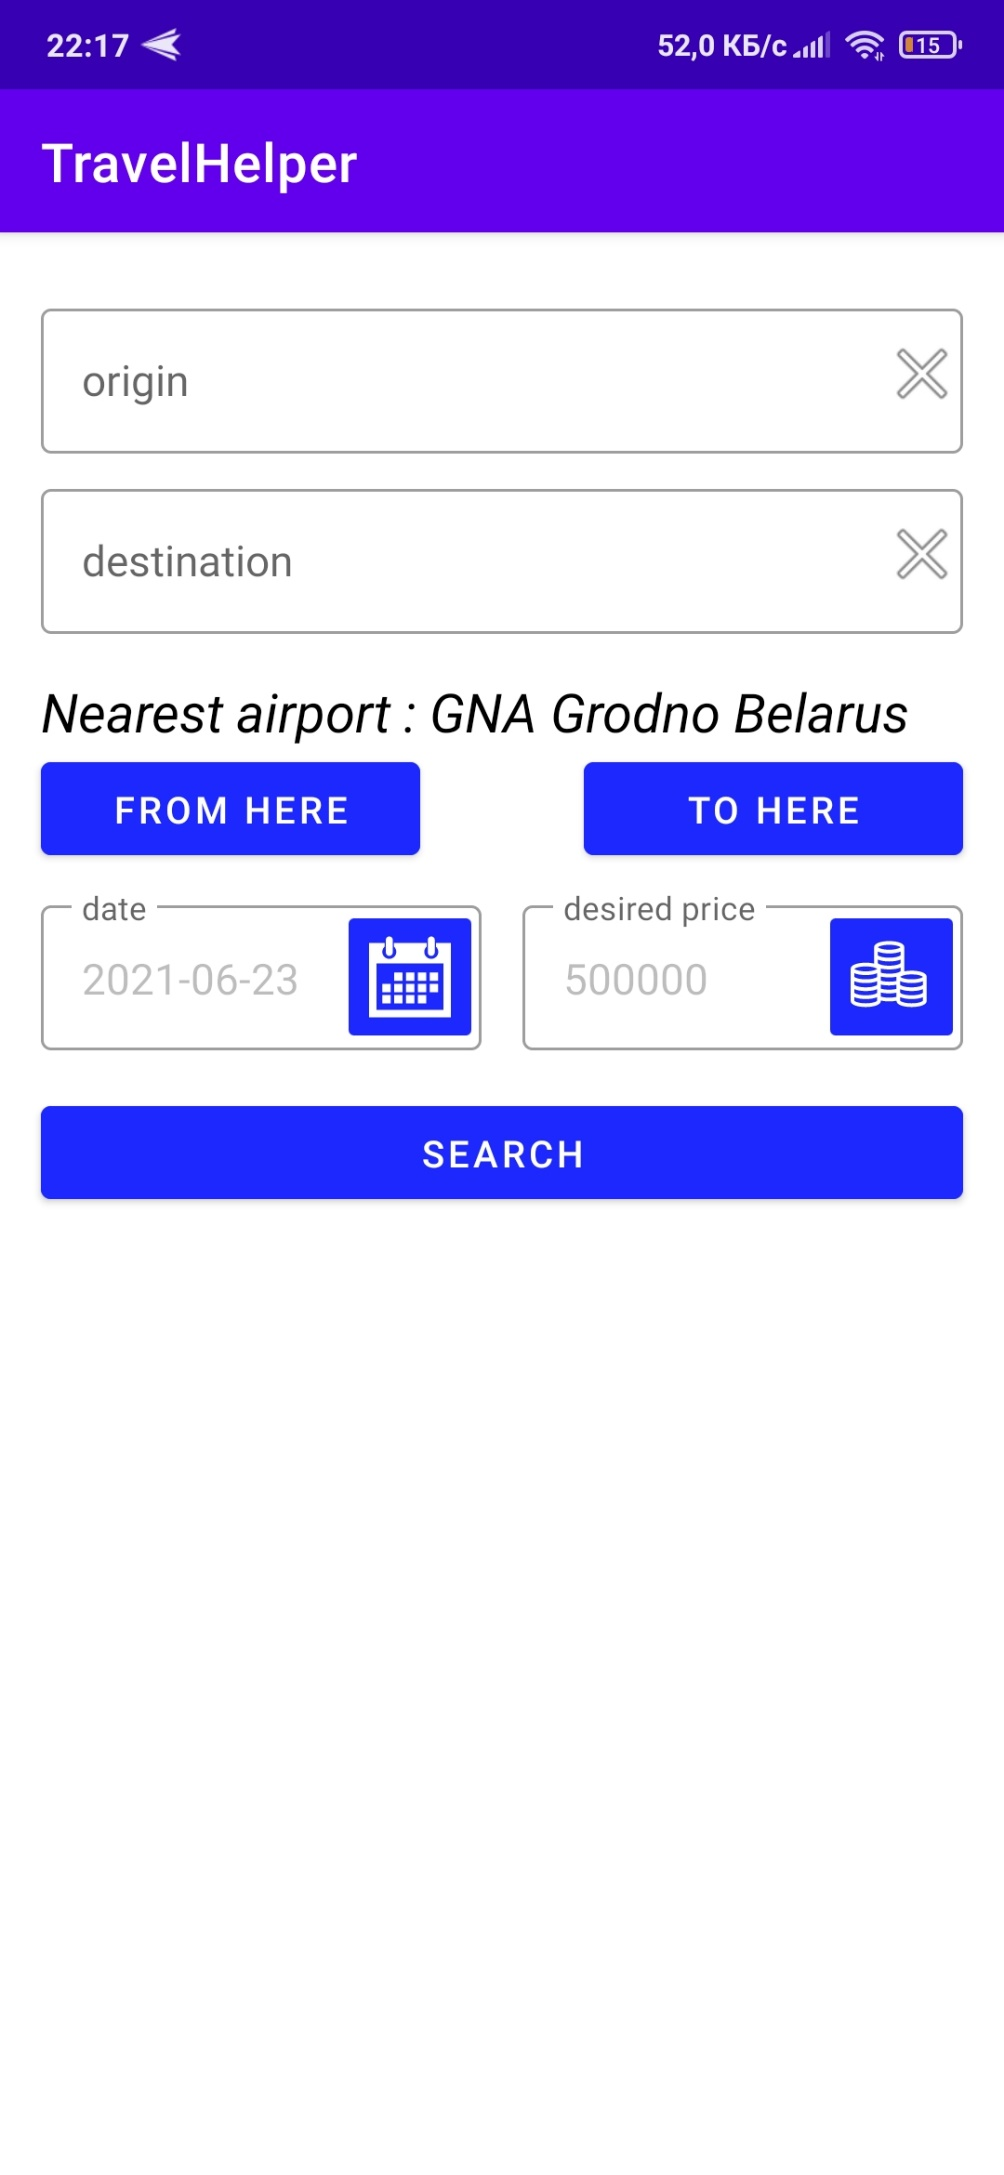 22:17 52,0 КБ/с 15
TravelHelper
origin
destination
Nearest airport : GNA Grodno Belarus
FROM HERE TO HERE
date desired price
2021-06-23 500000
SEARCH